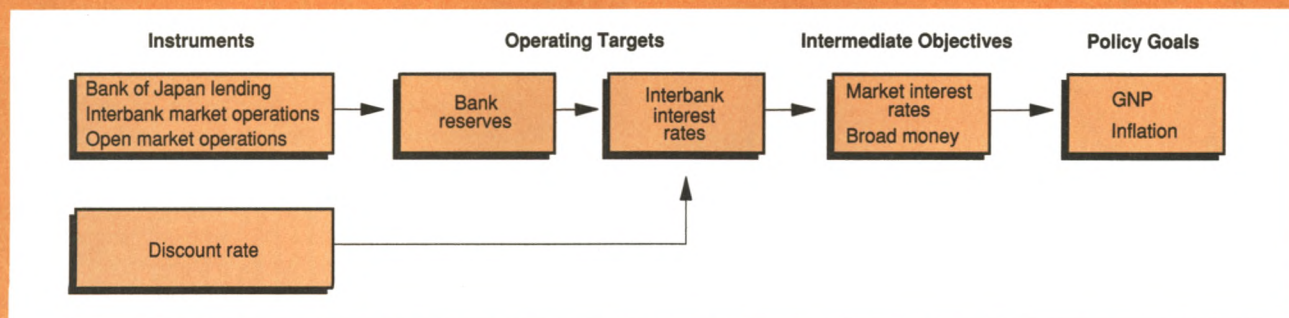 Instruments
Operating Targets
Intermediate Objectives
Policy Goals
Bank of Japan lending
Interbank market operations
Open market operations
Bank
reserves
Interbank
interest
rates
Market interest
rates
Broad money
GNP
Inflation
Discount rate